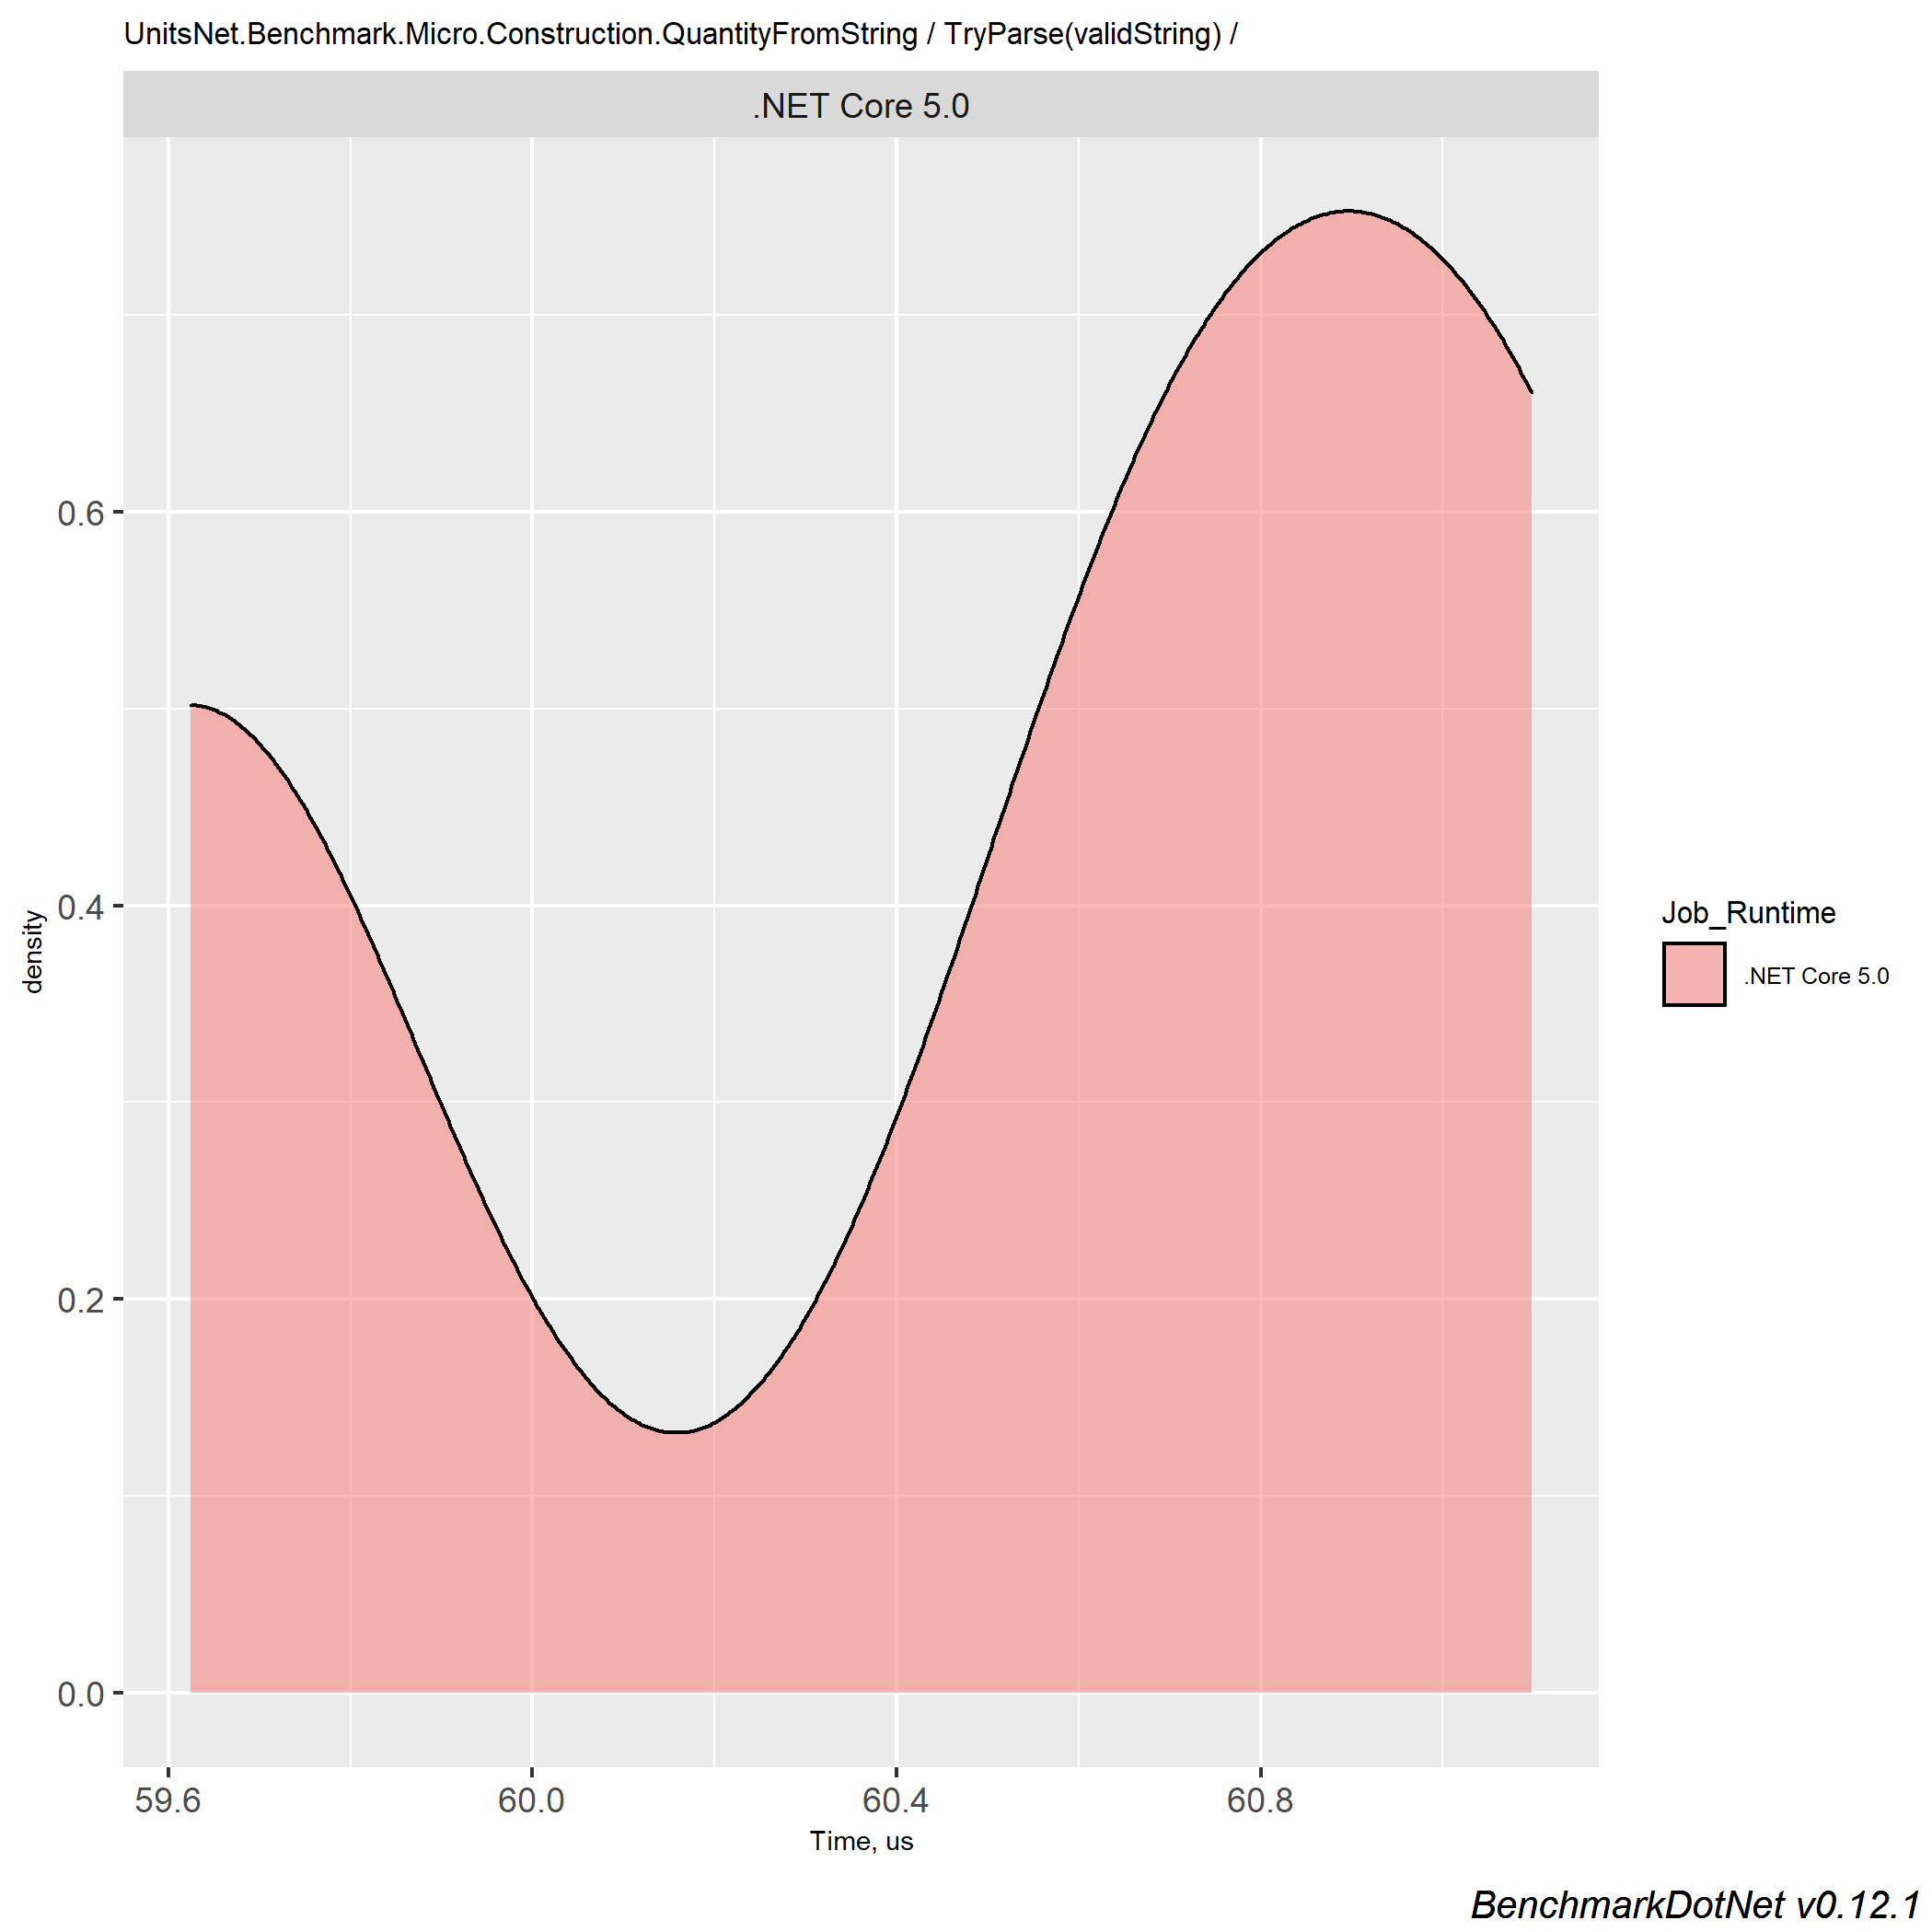 UnitsNet.Benchmark.Micro.Construction.QuantityFromString / TryParse(validString) /
.NET Core 5.0
0.6
0.4
0.2
0.0
density
59.6 60.0 60.4 60.8
Time, us
Job_Runtime
.NET Core 5.0
BenchmarkDotNet v0.12.1